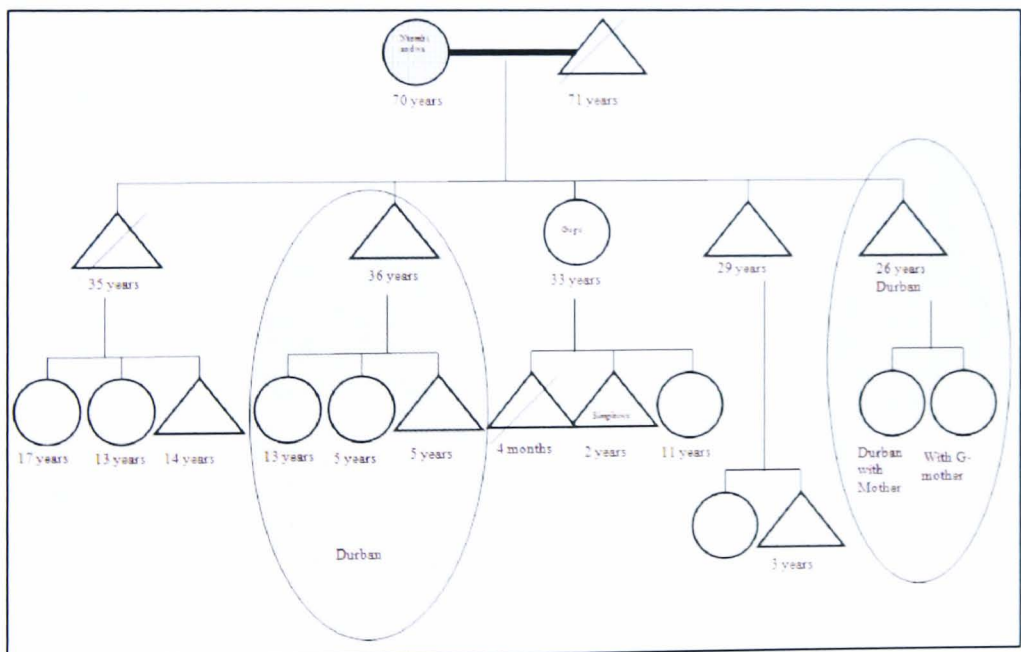 70 years
71 years
35 years
36 years
33 years
29 years
26 years
Durban
17 years
13 years
14 years
13 years
5 years
5 years
4 months
2 years
11 years
Durban
with
Mother
With G-
mother
3 years
Durban